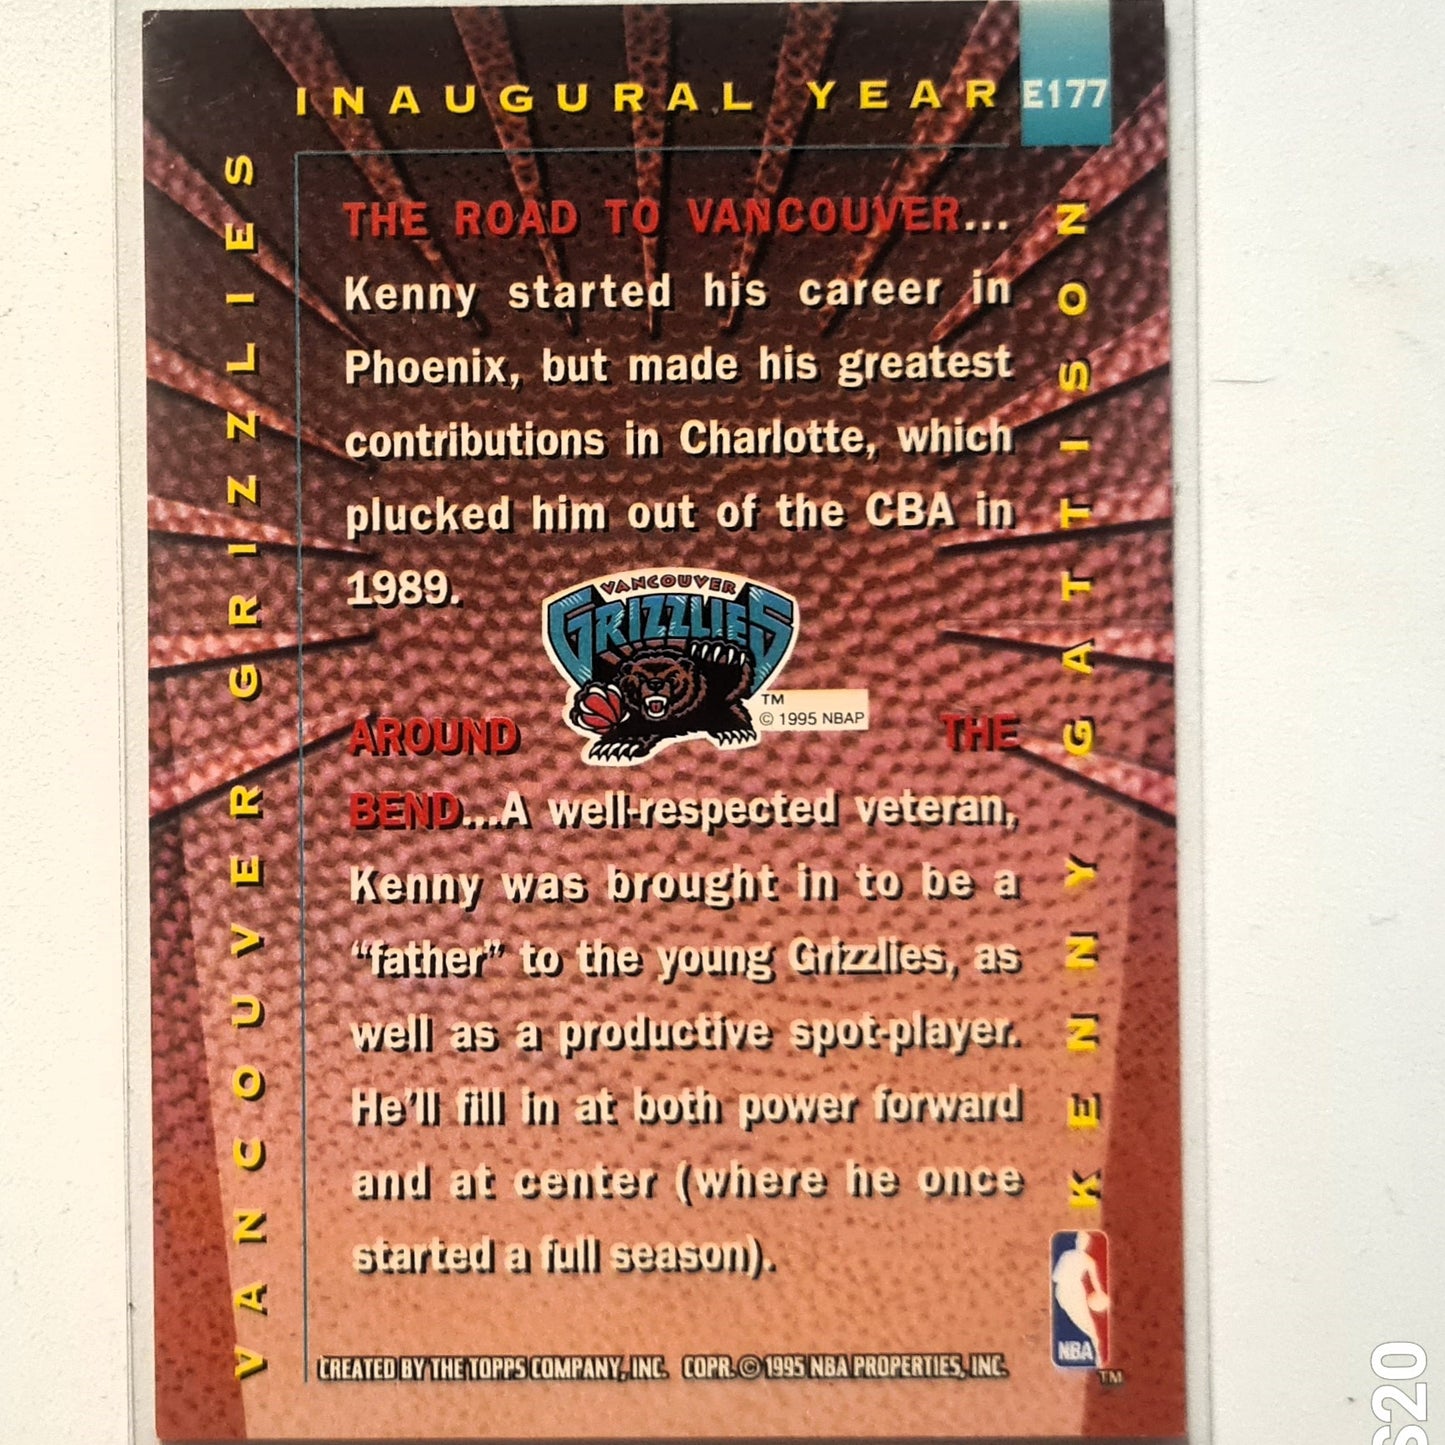 INAUGURAL YEAR
E177
VANCOUVER GRIZZLIES
THE ROAD TO VANCOUVER...
Kenny started his career in
Phoenix, but made his greatest
contributions in Charlotte, which
plucked him out of the CBA in
1989.
VANCOUVER
GRIZZLIES
TM
© 1995 NBAP
AROUND THE
BEND...A well-respected veteran,
Kenny was brought in to be a
“father” to the young Grizzlies, as
well as a productive spot-player.
He'll fill in at both power forward
and at center (where he once
started a full season).
KENNY GATTISON
NBA
TM
CREATED BY THE TOPPS COMPANY, INC. COPR. © 1995 NBA PROPERTIES, INC.